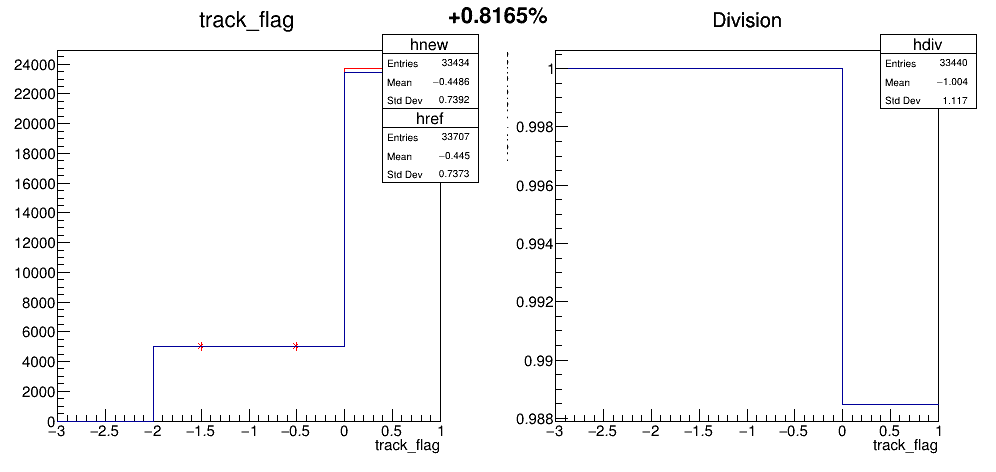 track_flag
+0.8165%
Division
hnew
Entries 33434
Mean −0.4486
Std Dev 0.7392
href
Entries 33707
Mean −0.445
Std Dev 0.7373
24000
22000
20000
18000
16000
14000
12000
10000
8000
6000
4000
2000
0
−3 −2.5 −2 −1.5 −1 −0.5 0 0.5 1
track_flag
hdiv
Entries 33440
Mean −1.004
Std Dev 1.117
1
0.998
0.996
0.994
0.992
0.99
0.988
−3 −2.5 −2 −1.5 −1 −0.5 0 0.5 1
track_flag